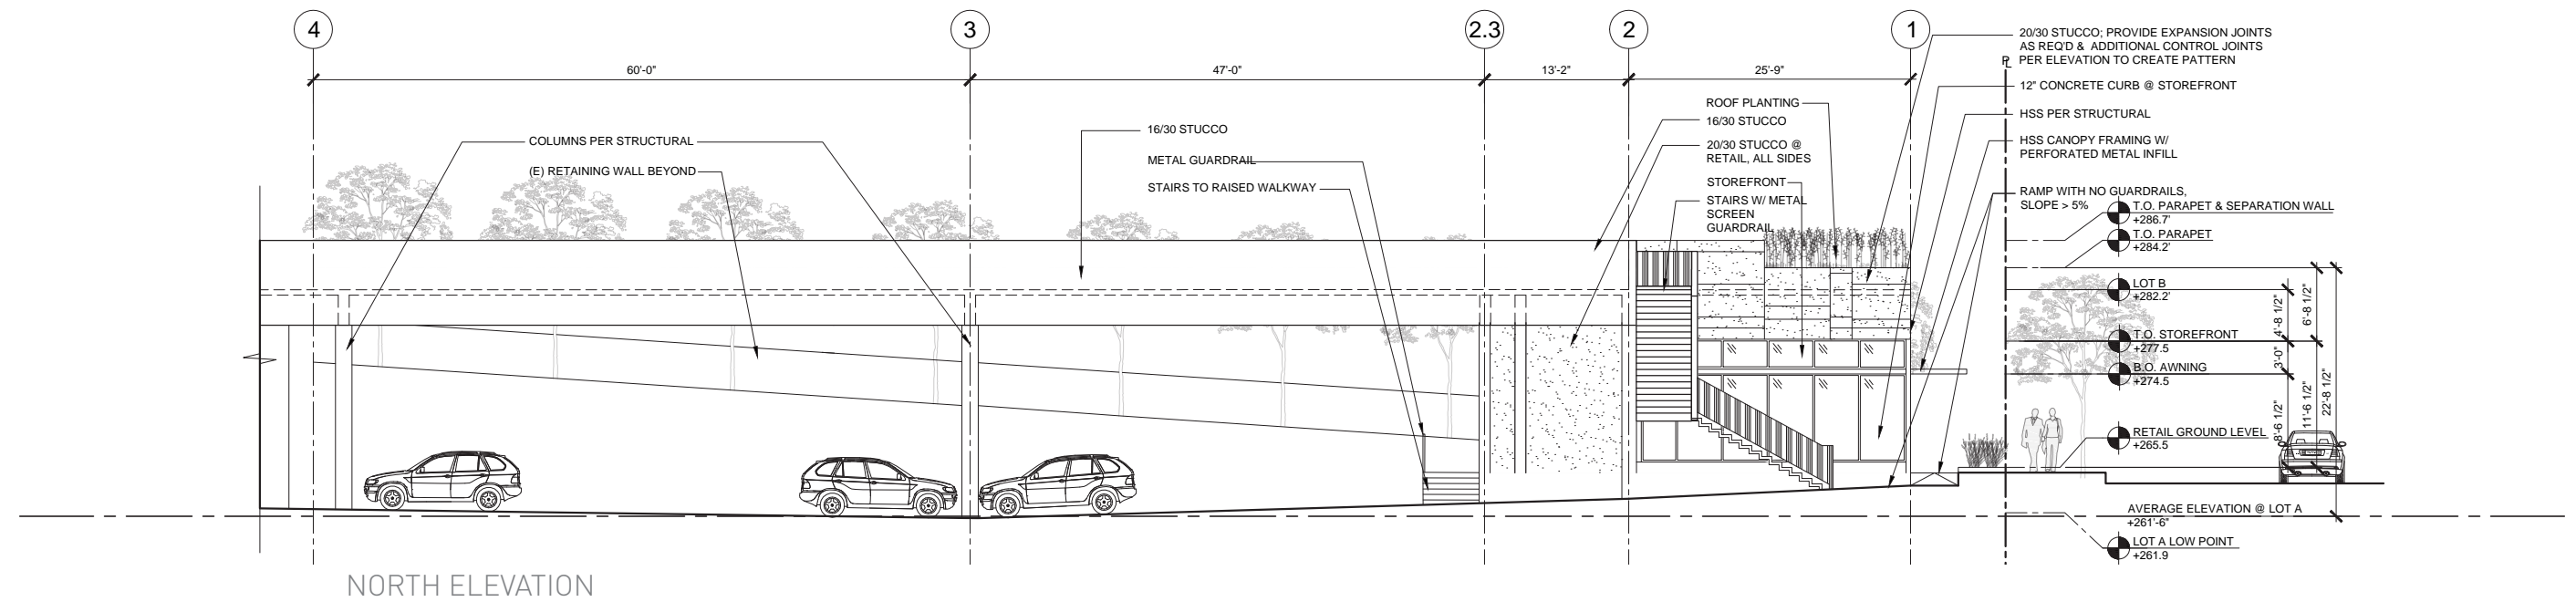 4
3
2.3
2
1
60'-0"
47'-0"
13'-2"
25'-9"
COLUMNS PER STRUCTURAL
(E) RETAINING WALL BEYOND
16/30 STUCCO
METAL GUARDRAIL
STAIRS TO RAISED WALKWAY
ROOF PLANTING
16/30 STUCCO
20/30 STUCCO @
RETAIL, ALL SIDES
STOREFRONT
STAIRS W/ METAL
SCREEN
GUARDRAIL
20/30 STUCCO; PROVIDE EXPANSION JOINTS
AS REQ'D & ADDITIONAL CONTROL JOINTS
PER ELEVATION TO CREATE PATTERN
PL
12" CONCRETE CURB @ STOREFRONT
HSS PER STRUCTURAL
HSS CANOPY FRAMING W/
PERFORATED METAL INFILL
RAMP WITH NO GUARDRAILS,
SLOPE > 5%
T.O. PARAPET & SEPARATION WALL
+286.7'
T.O. PARAPET
+284.2'
LOT B
+282.2'
T.O. STOREFRONT
+277.5
B.O. AWNING
+274.5
RETAIL GROUND LEVEL
+265.5
AVERAGE ELEVATION @ LOT A
+261'-6"
LOT A LOW POINT
+261.9
4'-8 1/2"
6'-8 1/2"
3'-0"
8'-6 1/2"
11'-6 1/2"
22'-8 1/2"
NORTH ELEVATION